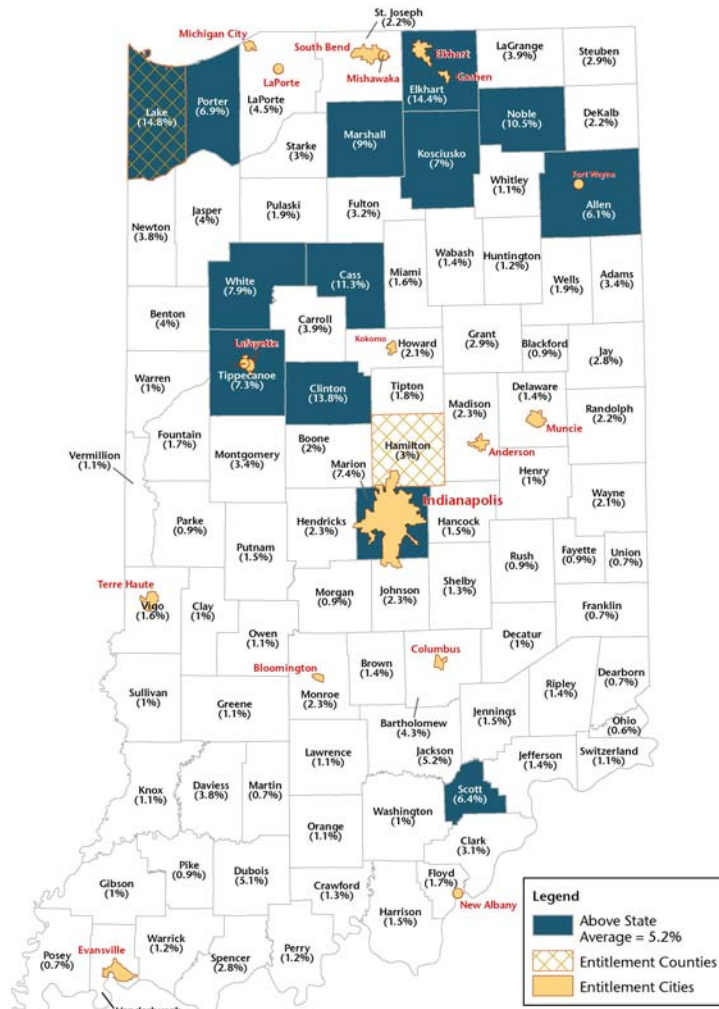 St. Joseph
(2.2%)
Michigan City
South Bend
Elkhart
LaGrange
(3.9%)
Steuben
(2.9%)
Mishawaka
Goshen
LaPorte
Elkhart
(14.4%)
Lake
(14.8%)
Porter
(6.9%)
LaPorte
(4.5%)
Noble
(10.5%)
DeKalb
(2.2%)
Marshall
(9%)
Starke
(3%)
Kosciusko
(7%)
Whitley
(1.1%)
Fort Wayne
Allen
(6.1%)
Newton
(3.8%)
Jasper
(4%)
Pulaski
(1.9%)
Fulton
(3.2%)
Wabash
(1.4%)
Huntington
(1.2%)
White
(7.9%)
Cass
(11.3%)
Miami
(1.6%)
Wells
(1.9%)
Adams
(3.4%)
Benton
(4%)
Carroll
(3.9%)
Kokomo
Howard
(2.1%)
Grant
(2.9%)
Blackford
(0.9%)
Jay
(2.8%)
Lafayette
Tippecanoe
(7.3%)
Warren
(1%)
Clinton
(13.8%)
Tipton
(1.8%)
Madison
(2.3%)
Delaware
(1.4%)
Muncie
Randolph
(2.2%)
Fountain
(1.7%)
Vermillion
(1.1%)
Montgomery
(3.4%)
Boone
(2%)
Hamilton
(3%)
Anderson
Marion
(7.4%)
Henry
(1%)
Indianapolis
Wayne
(2.1%)
Parke
(0.9%)
Putnam
(1.5%)
Hendricks
(2.3%)
Hancock
(1.5%)
Rush
(0.9%)
Fayette
(0.9%)
Union
(0.7%)
Terre Haute
Vigo
(1.6%)
Clay
(1%)
Morgan
(0.9%)
Johnson
(2.3%)
Shelby
(1.3%)
Franklin
(0.7%)
Owen
(1.1%)
Decatur
(1%)
Bloomington
Columbus
Brown
(1.4%)
Monroe
(2.3%)
Dearborn
(0.7%)
Ripley
(1.4%)
Sullivan
(1%)
Greene
(1.1%)
Bartholomew
(4.3%)
Jennings
(1.5%)
Ohio
(0.6%)
Lawrence
(1.1%)
Jackson
(5.2%)
Jefferson
(1.4%)
Switzerland
(1.1%)
Knox
(1.1%)
Daviess
(3.8%)
Martin
(0.7%)
Scott
(6.4%)
Washington
(1%)
Orange
(1.1%)
Clark
(3.1%)
Pike
(0.9%)
Dubois
(5.1%)
Gibson
(1%)
Crawford
(1.3%)
Floyd
(1.7%)
New Albany
Harrison
(1.5%)
Posey
(0.7%)
Evansville
Warrick
(1.2%)
Spencer
(2.8%)
Perry
(1.2%)
Legend
Above State
Average = 5.2%
Entitlement Counties
Entitlement Cities